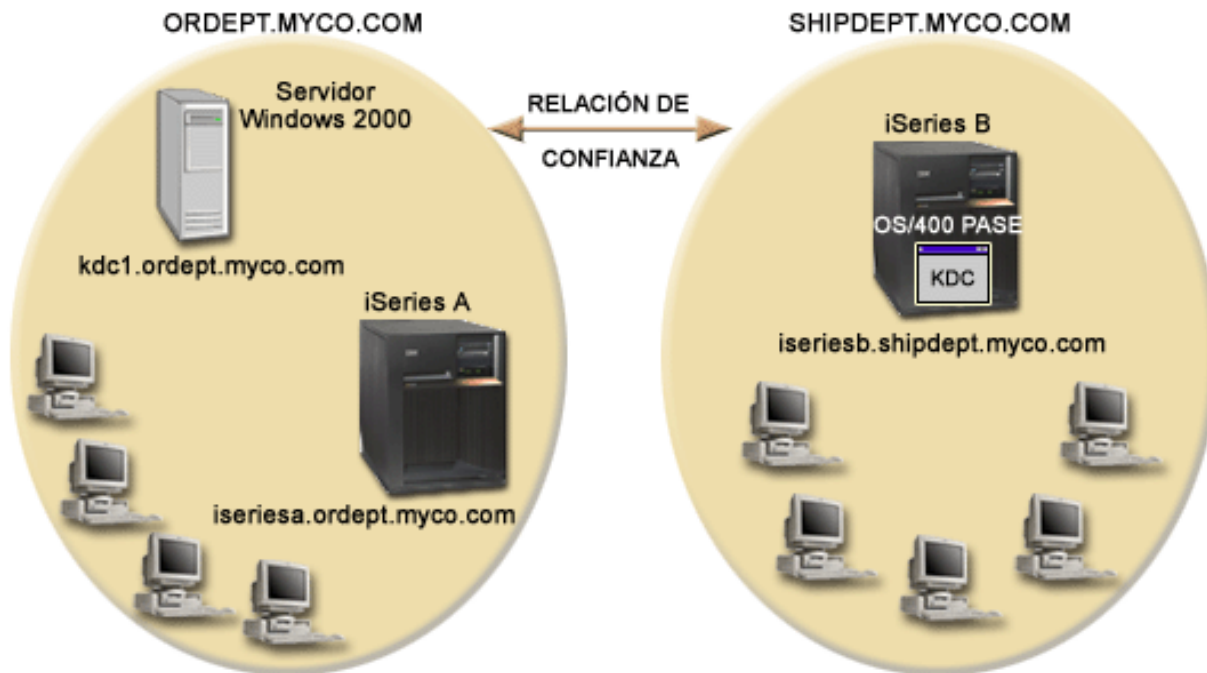 ORDEPT.MYCO.COM
SHIPDEPT.MYCO.COM
Servidor
Windows 2000
kdc1.ordept.myco.com
iSeries A
iseriesa.ordept.myco.com
RELACIÓN DE
CONFIANZA
iSeries B
OS/400 PASE
KDC
iseriesb.shipdept.myco.com